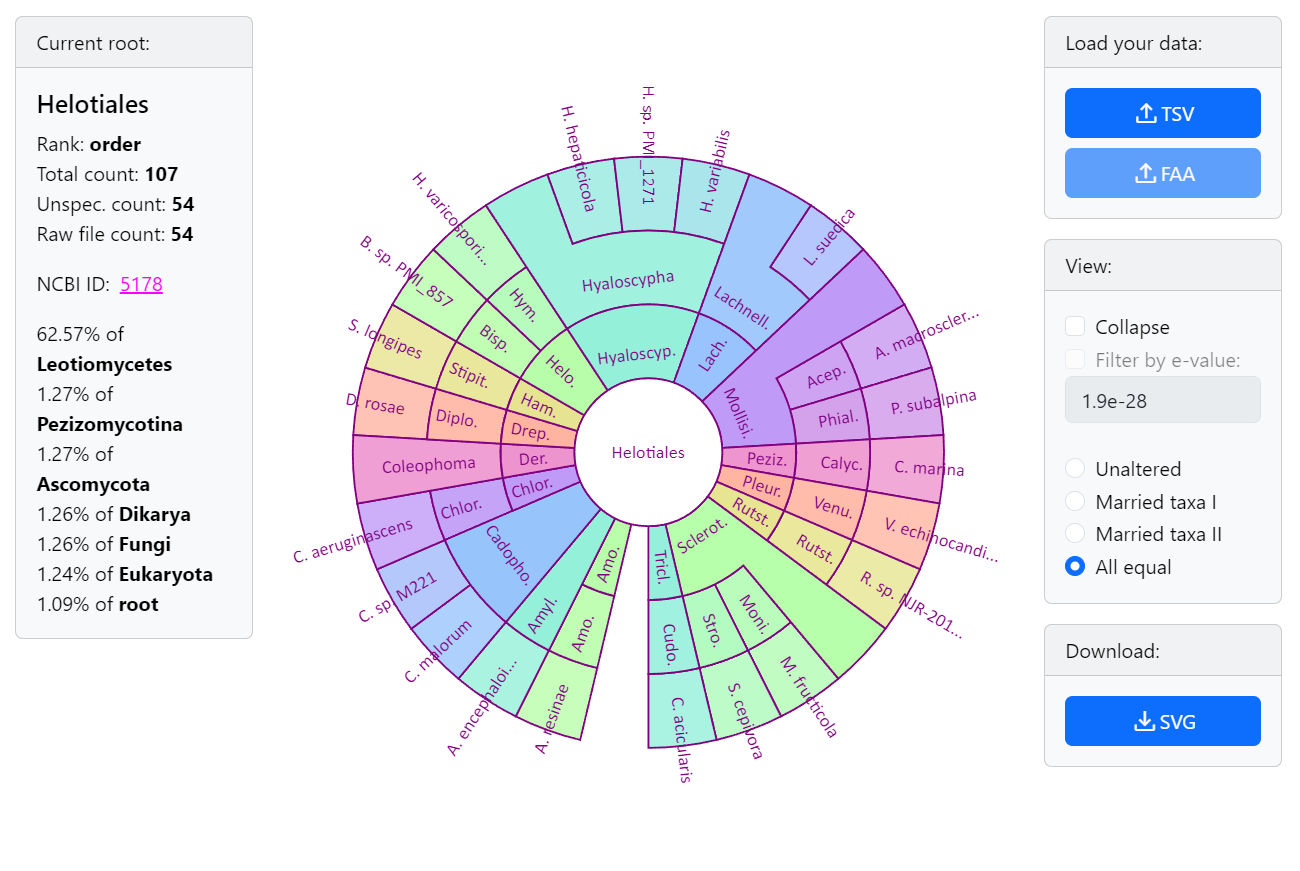 Current root:
Helotiales
Rank: order
Total count: 107
Unspec. count: 54
Raw file count: 54
NCBI ID: 5178
62.57% of
Leotiomycetes
1.27% of
Pezizomycotina
1.27% of
Ascomycota
1.26% of Dikarya
1.26% of Fungi
1.24% of Eukaryota
1.09% of root
Helotiales
Hyaloscyp.
Hyaloscypha
H. hepaticicola
H. sp. PMI_1271
H. variabilis
Lach.
Lachnell.
L. suecica
Mollisi.
Acep.
A. macroscler...
Phial.
P. subalpina
Peziz.
Calyc.
C. marina
Pleur.
Venu.
V. echinocandi...
Rutst.
Rutst.
R. sp. NJR-201...
Sclerot.
Moni.
M. fructicola
Stro.
S. cepivora
Tricl.
Cudo.
C. acicularis
Amo.
Amo.
A. resinae
Amyl.
A. encephaloi...
Cadopho.
C. malorum
C. sp. M221
Chlor.
Chlor.
C. aeruginascens
Der.
Coleophoma
Drep.
Diplo.
D. rosae
Ham.
Stipit.
S. longipes
Helo.
Bisp.
B. sp. PMI_857
Hym.
H. varicospori...
Load your data:
TSV
FAA
View:
Collapse
Filter by e-value:
1.9e-28
Unaltered
Married taxa I
Married taxa II
All equal
Download:
SVG